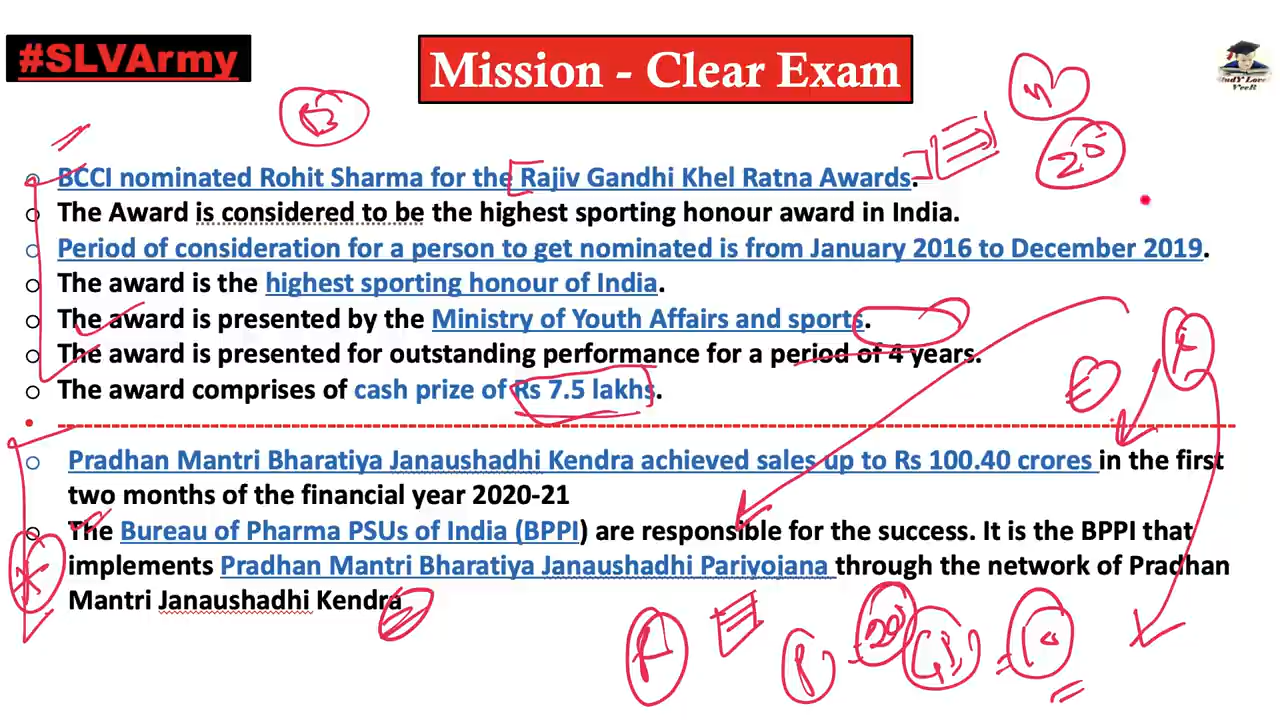 #SLVArmy
Mission - Clear Exam
StudY Lover
VeeR
20
BCCI nominated Rohit Sharma for the Rajiv Gandhi Khel Ratna Awards.
The Award is considered to be the highest sporting honour award in India.
Period of consideration for a person to get nominated is from January 2016 to December 2019.
The award is the highest sporting honour of India.
The award is presented by the Ministry of Youth Affairs and sports.
The award is presented for outstanding performance for a period of 4 years.
The award comprises of cash prize of Rs 7.5 lakhs.
Pradhan Mantri Bharatiya Janaushadhi Kendra achieved sales up to Rs 100.40 crores in the first
two months of the financial year 2020-21
The Bureau of Pharma PSUs of India (BPPI) are responsible for the success. It is the BPPI that
implements Pradhan Mantri Bharatiya Janaushadhi Pariyojana through the network of Pradhan
Mantri Janaushadhi Kendra